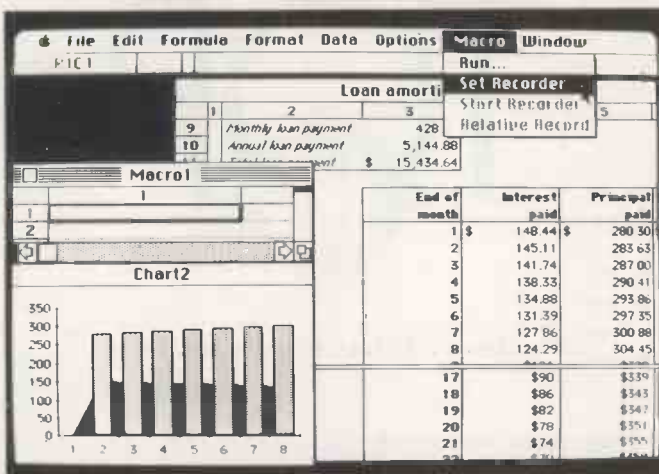 File Edit Formula Format Data Options Macro Window
R1C1
Run...
Set Recorder
Start Recorder
Relative Record
Loan amorti
1 2 3 5
9 Monthly loan payment 428
10 Annual loan payment 5,144.88
loan payment $ 15,434.64
Macro1
1
1
2
Chart2
350
300
250
200
150
100
50
0
1 2 3 4 5 6 7 8
End of Interest Principal
month paid paid
1 $ 148.44 $ 280.30
2 145.11 283.63
3 141.74 287.00
4 138.33 290.41
5 134.88 293.86
6 131.39 297.35
7 127.86 300.88
8 124.29 304.45
17 $90 $339
18 $86 $343
19 $82 $347
20 $78 $351
21 $74 $355